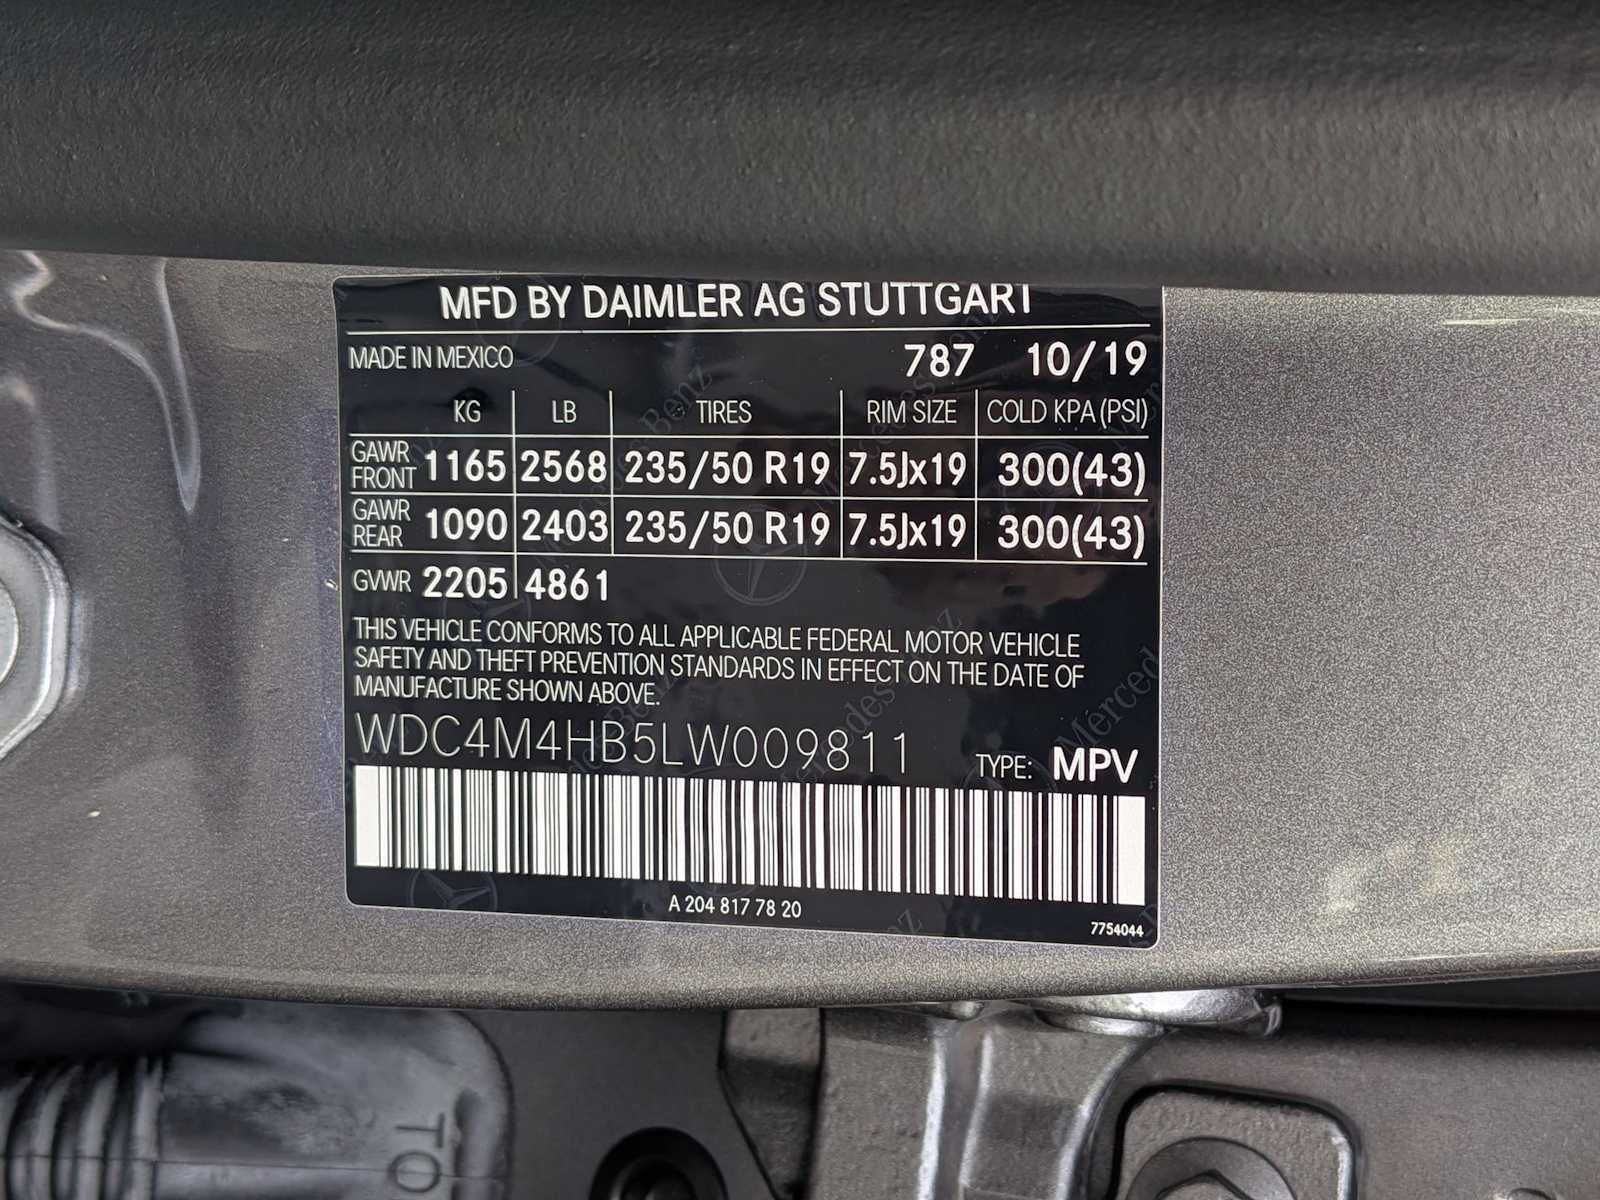 MFD BY DAIMLER AG STUTTGART
MADE IN MEXICO 787 10/19
KG LB TIRES RIM SIZE COLD KPA (PSI)
GAWR FRONT 1165 2568 235/50 R19 7.5Jx19 300(43)
GAWR REAR 1090 2403 235/50 R19 7.5Jx19 300(43)
GVWR 2205 4861
THIS VEHICLE CONFORMS TO ALL APPLICABLE FEDERAL MOTOR VEHICLE
SAFETY AND THEFT PREVENTION STANDARDS IN EFFECT ON THE DATE OF
MANUFACTURE SHOWN ABOVE.
WDC4M4HB5LW009811 TYPE: MPV
A 204 817 78 20
7754044
TO